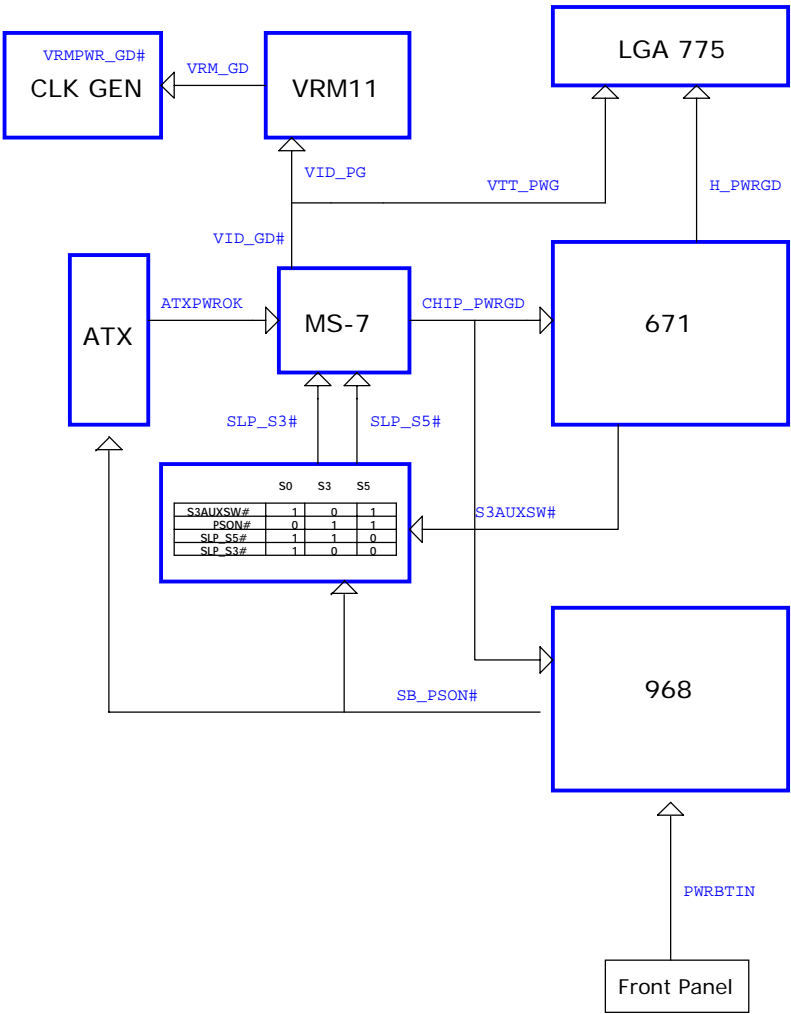 VRMPWR_GD#
CLK GEN
VRM_GD
VRM11
LGA 775
VID_PG
VTT_PWG
H_PWRGD
VID_GD#
ATX
ATXPWROK
MS-7
CHIP_PWRGD
671
SLP_S3#
SLP_S5#
S0 S3 S5
S3AUXSW# 1 0 1
PSON# 0 1 1
SLP_S5# 1 1 0
SLP_S3# 1 0 0
S3AUXSW#
968
SB_PSON#
PWRBTIN
Front Panel